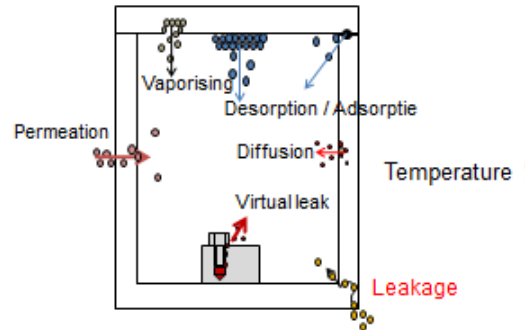 Vaporising
Desorption / Adsorptie
Permeation
Diffusion
Temperature
Virtual leak
Leakage